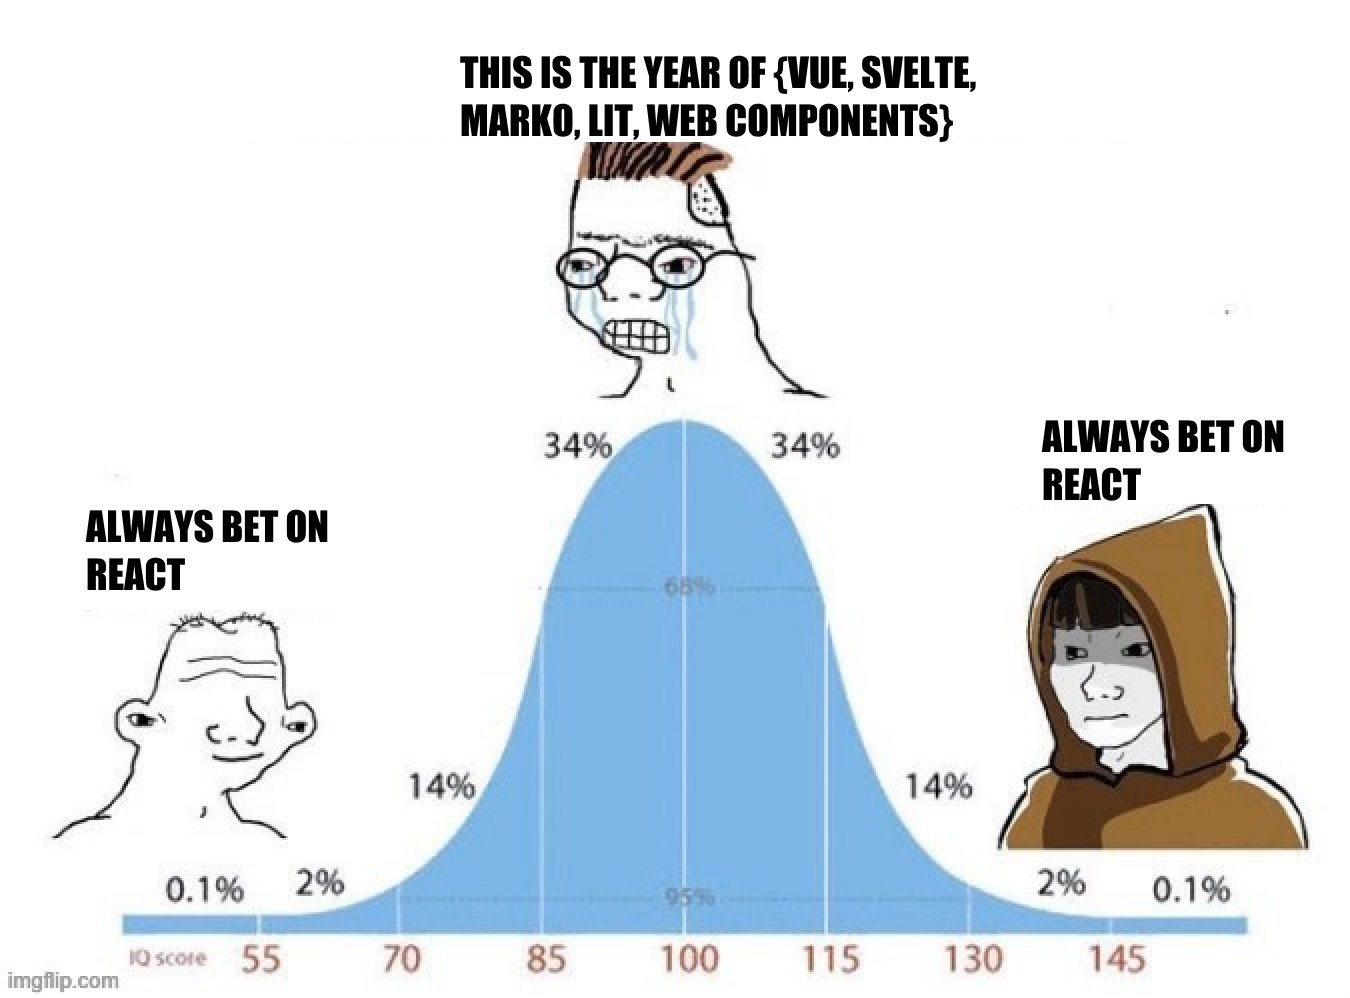 THIS IS THE YEAR OF {VUE, SVELTE,
MARKO, LIT, WEB COMPONENTS}
34%
34%
ALWAYS BET ON
REACT
ALWAYS BET ON
REACT
68%
14%
14%
0.1%
2%
95%
2%
0.1%
IQ score
55
70
85
100
115
130
145
imgflip.com